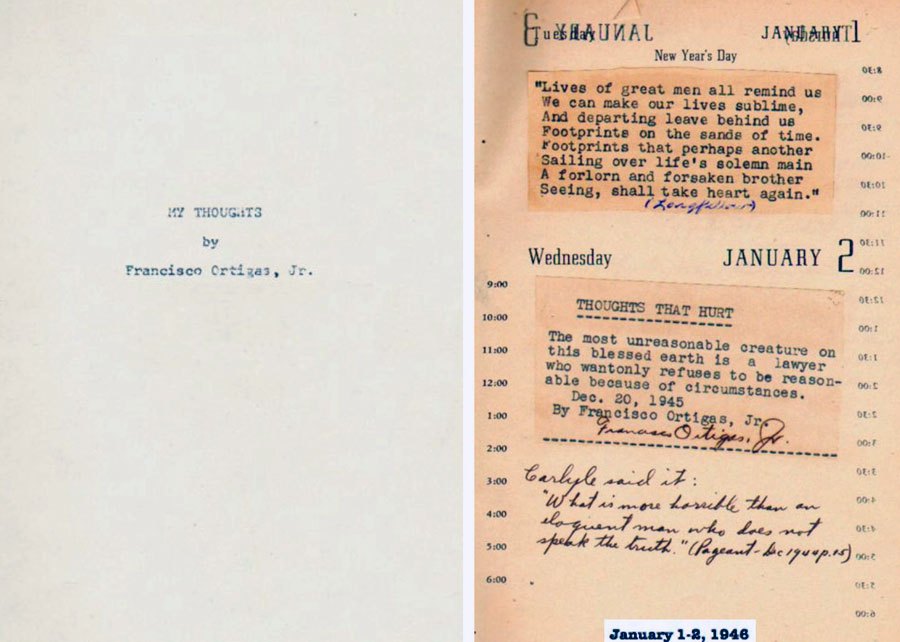 MY THOUGHTS
by
Francisco Ortigas, Jr.
Tuesday JANUARY 1
New Year's Day
"Lives of great men all remind us
We can make our lives sublime,
And departing leave behind us
Footprints on the sands of time.
Footprints that perhaps another
Sailing over life's solemn main
A forlorn and forsaken brother
Seeing, shall take heart again."
(Longfellow)
Wednesday JANUARY 2
THOUGHTS THAT HURT
The most unreasonable creature on
this blessed earth is a lawyer
who wantonly refuses to be reason-
able because of circumstances.
Dec. 20, 1945
By Francisco Ortigas, Jr.
Francisco Ortigas, Jr.
Carlyle said it:
"What is more horrible than an
eloquent man who does not
speak the truth." (Pageant - Dec 1944 p.15)
9:00
10:00
11:00
12:00
1:00
2:00
3:00
4:00
5:00
6:00
January 1-2, 1946